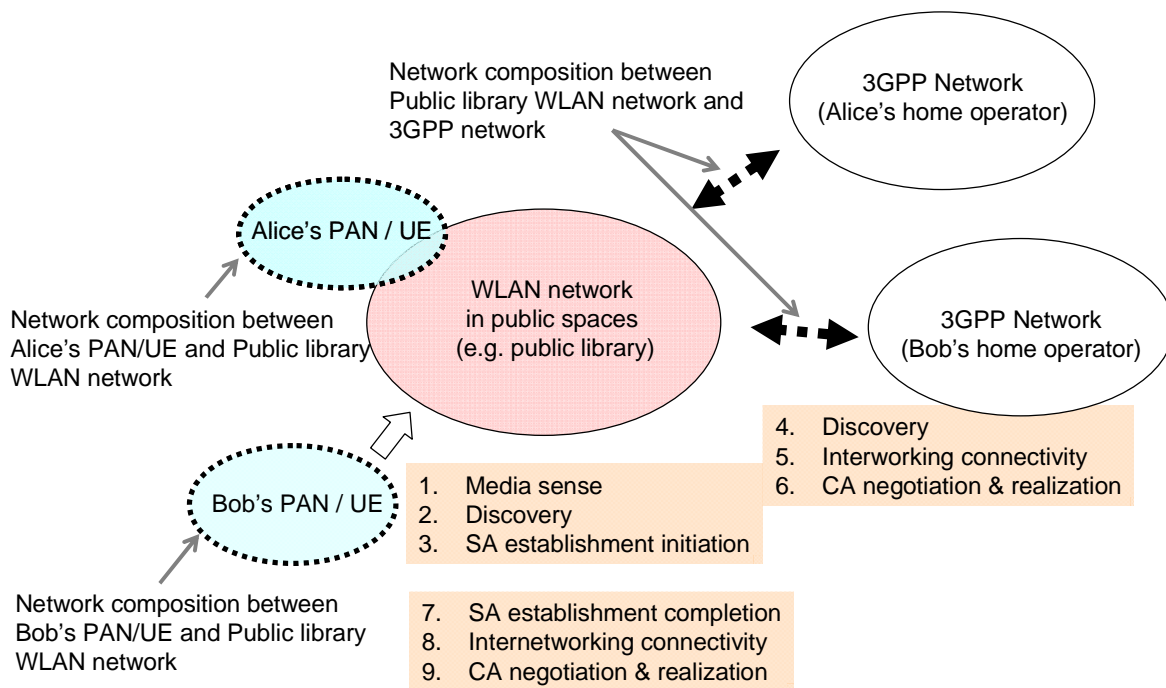 Network composition between
Public library WLAN network and
3GPP network
3GPP Network
(Alice's home operator)
Alice's PAN / UE
WLAN network
in public spaces
(e.g. public library)
Network composition between
Alice's PAN/UE and Public library
WLAN network
3GPP Network
(Bob's home operator)
4. Discovery
5. Interworking connectivity
6. CA negotiation & realization
Bob's PAN / UE
1. Media sense
2. Discovery
3. SA establishment initiation
Network composition between
Bob's PAN/UE and Public library
WLAN network
7. SA establishment completion
8. Internetworking connectivity
9. CA negotiation & realization